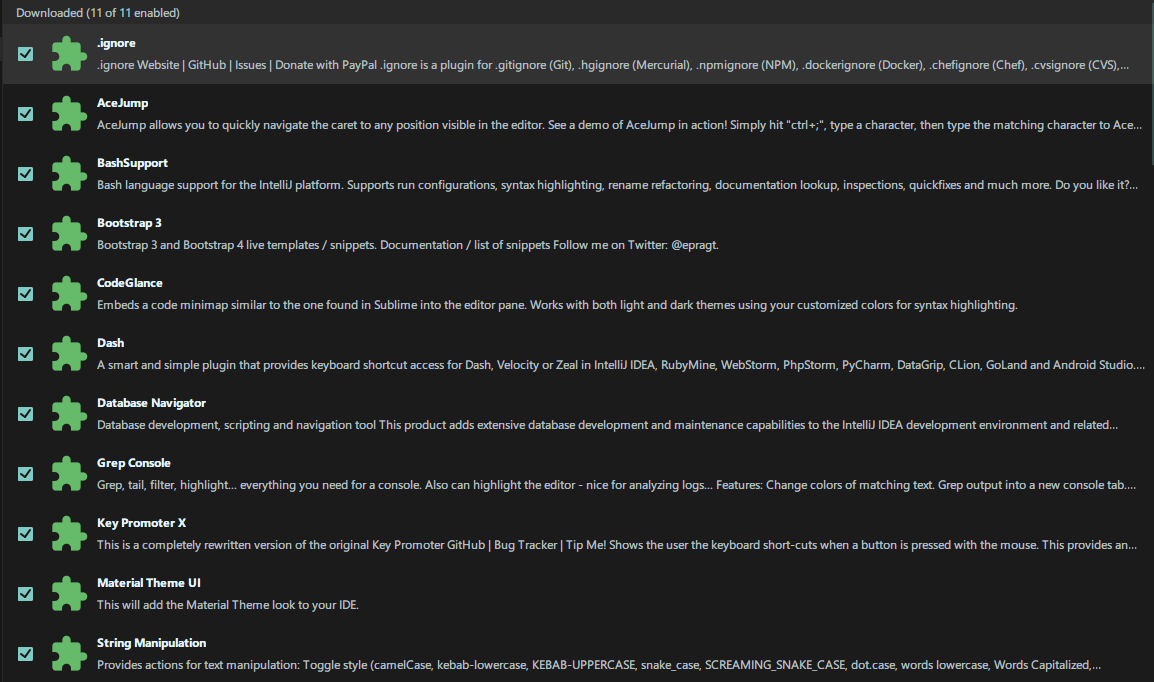 Downloaded (11 of 11 enabled)
.ignore
.ignore Website | GitHub | Issues | Donate with PayPal .ignore is a plugin for .gitignore (Git), .hgignore (Mercurial), .npmignore (NPM), .dockerignore (Docker), .chefignore (Chef), .cvsignore (CVS),...
AceJump
AceJump allows you to quickly navigate the caret to any position visible in the editor. See a demo of AceJump in action! Simply hit "ctrl+;", type a character, then type the matching character to Ace...
BashSupport
Bash language support for the IntelliJ platform. Supports run configurations, syntax highlighting, rename refactoring, documentation lookup, inspections, quickfixes and much more. Do you like it?...
Bootstrap 3
Bootstrap 3 and Bootstrap 4 live templates / snippets. Documentation / list of snippets Follow me on Twitter: @epragt.
CodeGlance
Embeds a code minimap similar to the one found in Sublime into the editor pane. Works with both light and dark themes using your customized colors for syntax highlighting.
Dash
A smart and simple plugin that provides keyboard shortcut access for Dash, Velocity or Zeal in IntelliJ IDEA, RubyMine, WebStorm, PhpStorm, PyCharm, DataGrip, CLion, GoLand and Android Studio....
Database Navigator
Database development, scripting and navigation tool This product adds extensive database development and maintenance capabilities to the IntelliJ IDEA development environment and related...
Grep Console
Grep, tail, filter, highlight... everything you need for a console. Also can highlight the editor - nice for analyzing logs... Features: Change colors of matching text. Grep output into a new console tab....
Key Promoter X
This is a completely rewritten version of the original Key Promoter GitHub | Bug Tracker | Tip Me! Shows the user the keyboard short-cuts when a button is pressed with the mouse. This provides an...
Material Theme UI
This will add the Material Theme look to your IDE.
String Manipulation
Provides actions for text manipulation: Toggle style (camelCase, kebab-lowercase, KEBAB-UPPERCASE, snake_case, SCREAMING_SNAKE_CASE, dot.case, words lowercase, Words Capitalized,...